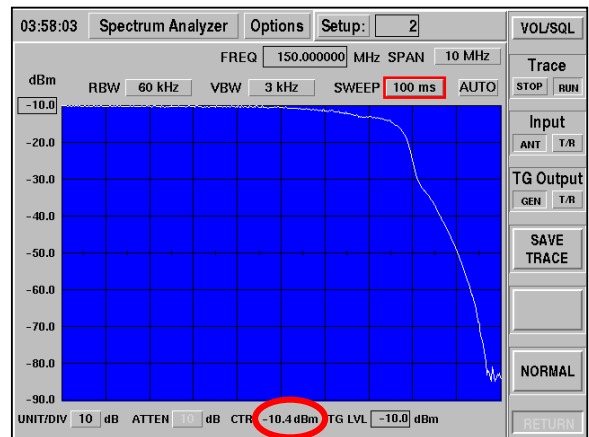 03:58:03 Spectrum Analyzer Options Setup: 2 VOL/SQL
FREQ 150.000000 MHz SPAN 10 MHz
Trace
STOP RUN
dBm RBW 60 kHz VBW 3 kHz SWEEP 100 ms AUTO
-10.0
Input
ANT T/R
-20.0
-30.0
TG Output
GEN T/R
-40.0
-50.0
SAVE
TRACE
-60.0
-70.0
-80.0
NORMAL
-90.0
UNIT/DIV 10 dB ATTEN 10 dB CTR -10.4 dBm TG LVL -10.0 dBm
RETURN